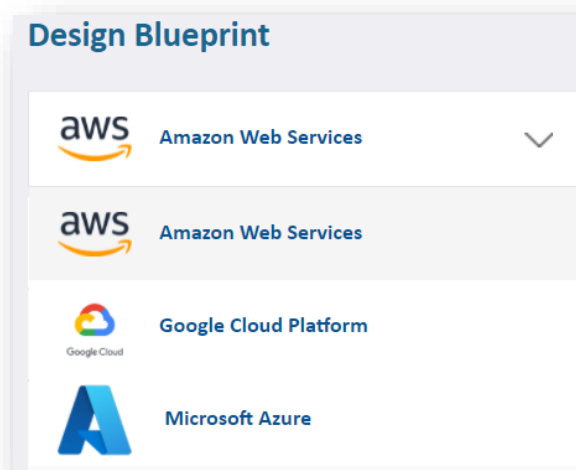 Design Blueprint
aws Amazon Web Services
aws Amazon Web Services
Google Cloud Google Cloud Platform
Microsoft Azure